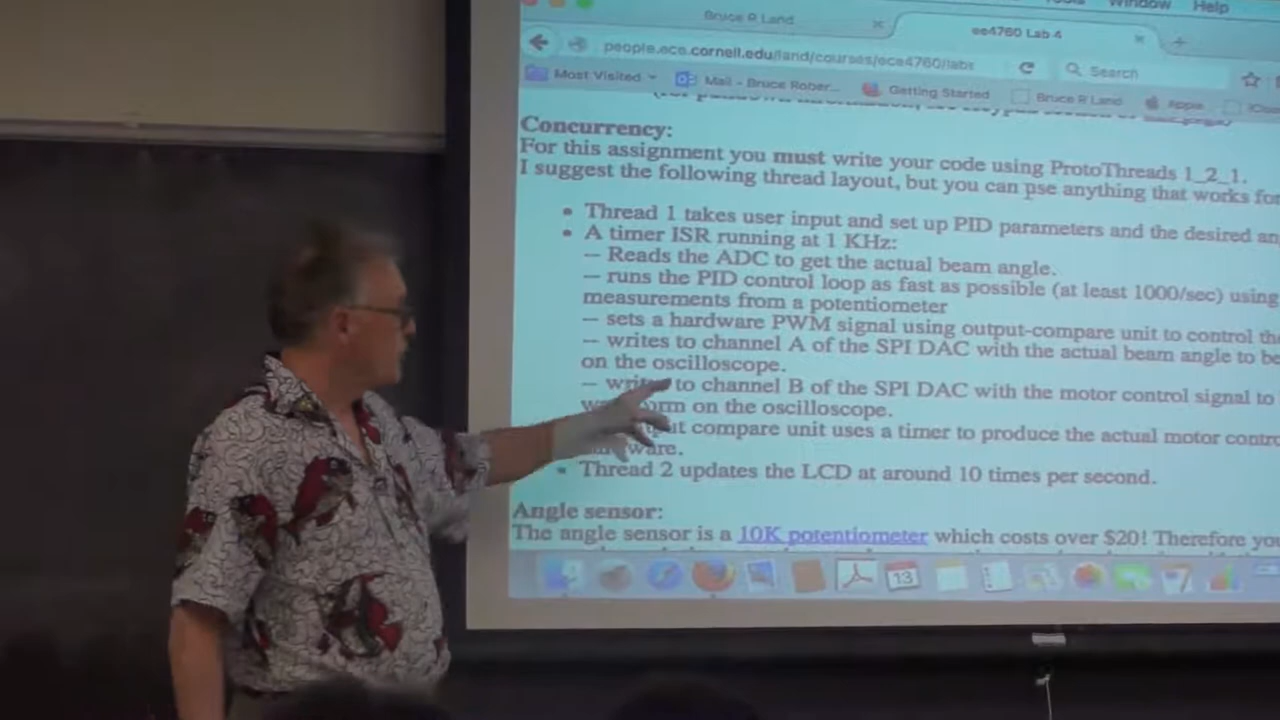 Window Help
Bruce R Land
ee4760 Lab 4
people.ece.cornell.edu/land/courses/ece4760/labs
Search
Most Visited
Mail - Bruce Rober...
Getting Started
Bruce R Land
Apple
Concurrency:
For this assignment you must write your code using ProtoThreads 1_2_1.
I suggest the following thread layout, but you can pse anything that works for
• Thread 1 takes user input and set up PID parameters and the desired an
• A timer ISR running at 1 KHz:
-- Reads the ADC to get the actual beam angle.
-- runs the PID control loop as fast as possible (at least 1000/sec) using
measurements from a potentiometer
-- sets a hardware PWM signal using output-compare unit to control the
-- writes to channel A of the SPI DAC with the actual beam angle to be
on the oscilloscope.
-- writes to channel B of the SPI DAC with the motor control signal to
on the oscilloscope.
compare unit uses a timer to produce the actual motor contro
• Thread 2 updates the LCD at around 10 times per second.
Angle sensor:
The angle sensor is a 10K potentiometer which costs over $20! Therefore you
13